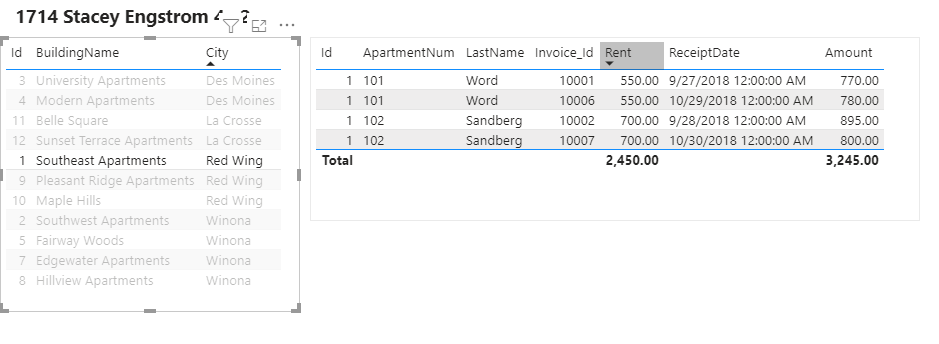 1714 Stacey Engstrom
Id BuildingName City
3 University Apartments Des Moines
4 Modern Apartments Des Moines
11 Belle Square La Crosse
12 Sunset Terrace Apartments La Crosse
1 Southeast Apartments Red Wing
9 Pleasant Ridge Apartments Red Wing
10 Maple Hills Red Wing
2 Southwest Apartments Winona
5 Fairway Woods Winona
7 Edgewater Apartments Winona
8 Hillview Apartments Winona
Id ApartmentNum LastName Invoice_Id Rent ReceiptDate Amount
1 101 Word 10001 550.00 9/27/2018 12:00:00 AM 770.00
1 101 Word 10006 550.00 10/29/2018 12:00:00 AM 780.00
1 102 Sandberg 10002 700.00 9/28/2018 12:00:00 AM 895.00
1 102 Sandberg 10007 700.00 10/30/2018 12:00:00 AM 800.00
Total 2,450.00 3,245.00